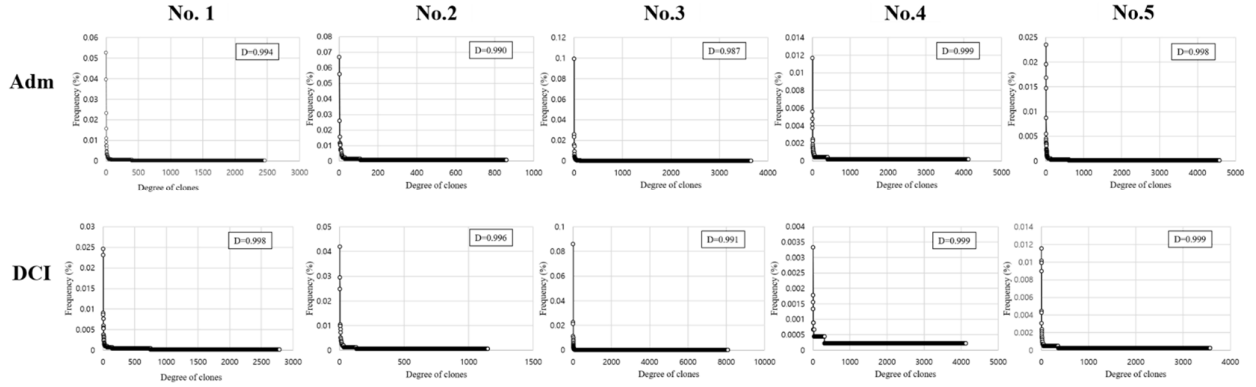 No. 1 No.2 No.3 No.4 No.5
Adm
D=0.994
Frequency (%)
0.06
0.05
0.04
0.03
0.02
0.01
0
0 500 1000 1500 2000 2500 3000
Degree of clones
D=0.990
Frequency (%)
0.08
0.07
0.06
0.05
0.04
0.03
0.02
0.01
0
0 200 400 600 800 1000
Degree of clones
D=0.987
Frequency (%)
0.12
0.1
0.08
0.06
0.04
0.02
0
0 1000 2000 3000 4000
Degree of clones
D=0.999
Frequency (%)
0.014
0.012
0.01
0.008
0.006
0.004
0.002
0
0 1000 2000 3000 4000 5000
Degree of clones
D=0.998
Frequency (%)
0.025
0.02
0.015
0.01
0.005
0
0 1000 2000 3000 4000 5000
Degree of clones
DCI
D=0.998
Frequency (%)
0.03
0.025
0.02
0.015
0.01
0.005
0
0 500 1000 1500 2000 2500 3000
Degree of clones
D=0.996
Frequency (%)
0.05
0.04
0.03
0.02
0.01
0
0 500 1000 1500
Degree of clones
D=0.991
Frequency (%)
0.1
0.08
0.06
0.04
0.02
0
0 2000 4000 6000 8000 10000
Degree of clones
D=0.999
Frequency (%)
0.004
0.0035
0.003
0.0025
0.002
0.0015
0.001
0.0005
0
0 1000 2000 3000 4000 5000
Degree of clones
D=0.999
Frequency (%)
0.014
0.012
0.01
0.008
0.006
0.004
0.002
0
0 1000 2000 3000 4000
Degree of clones